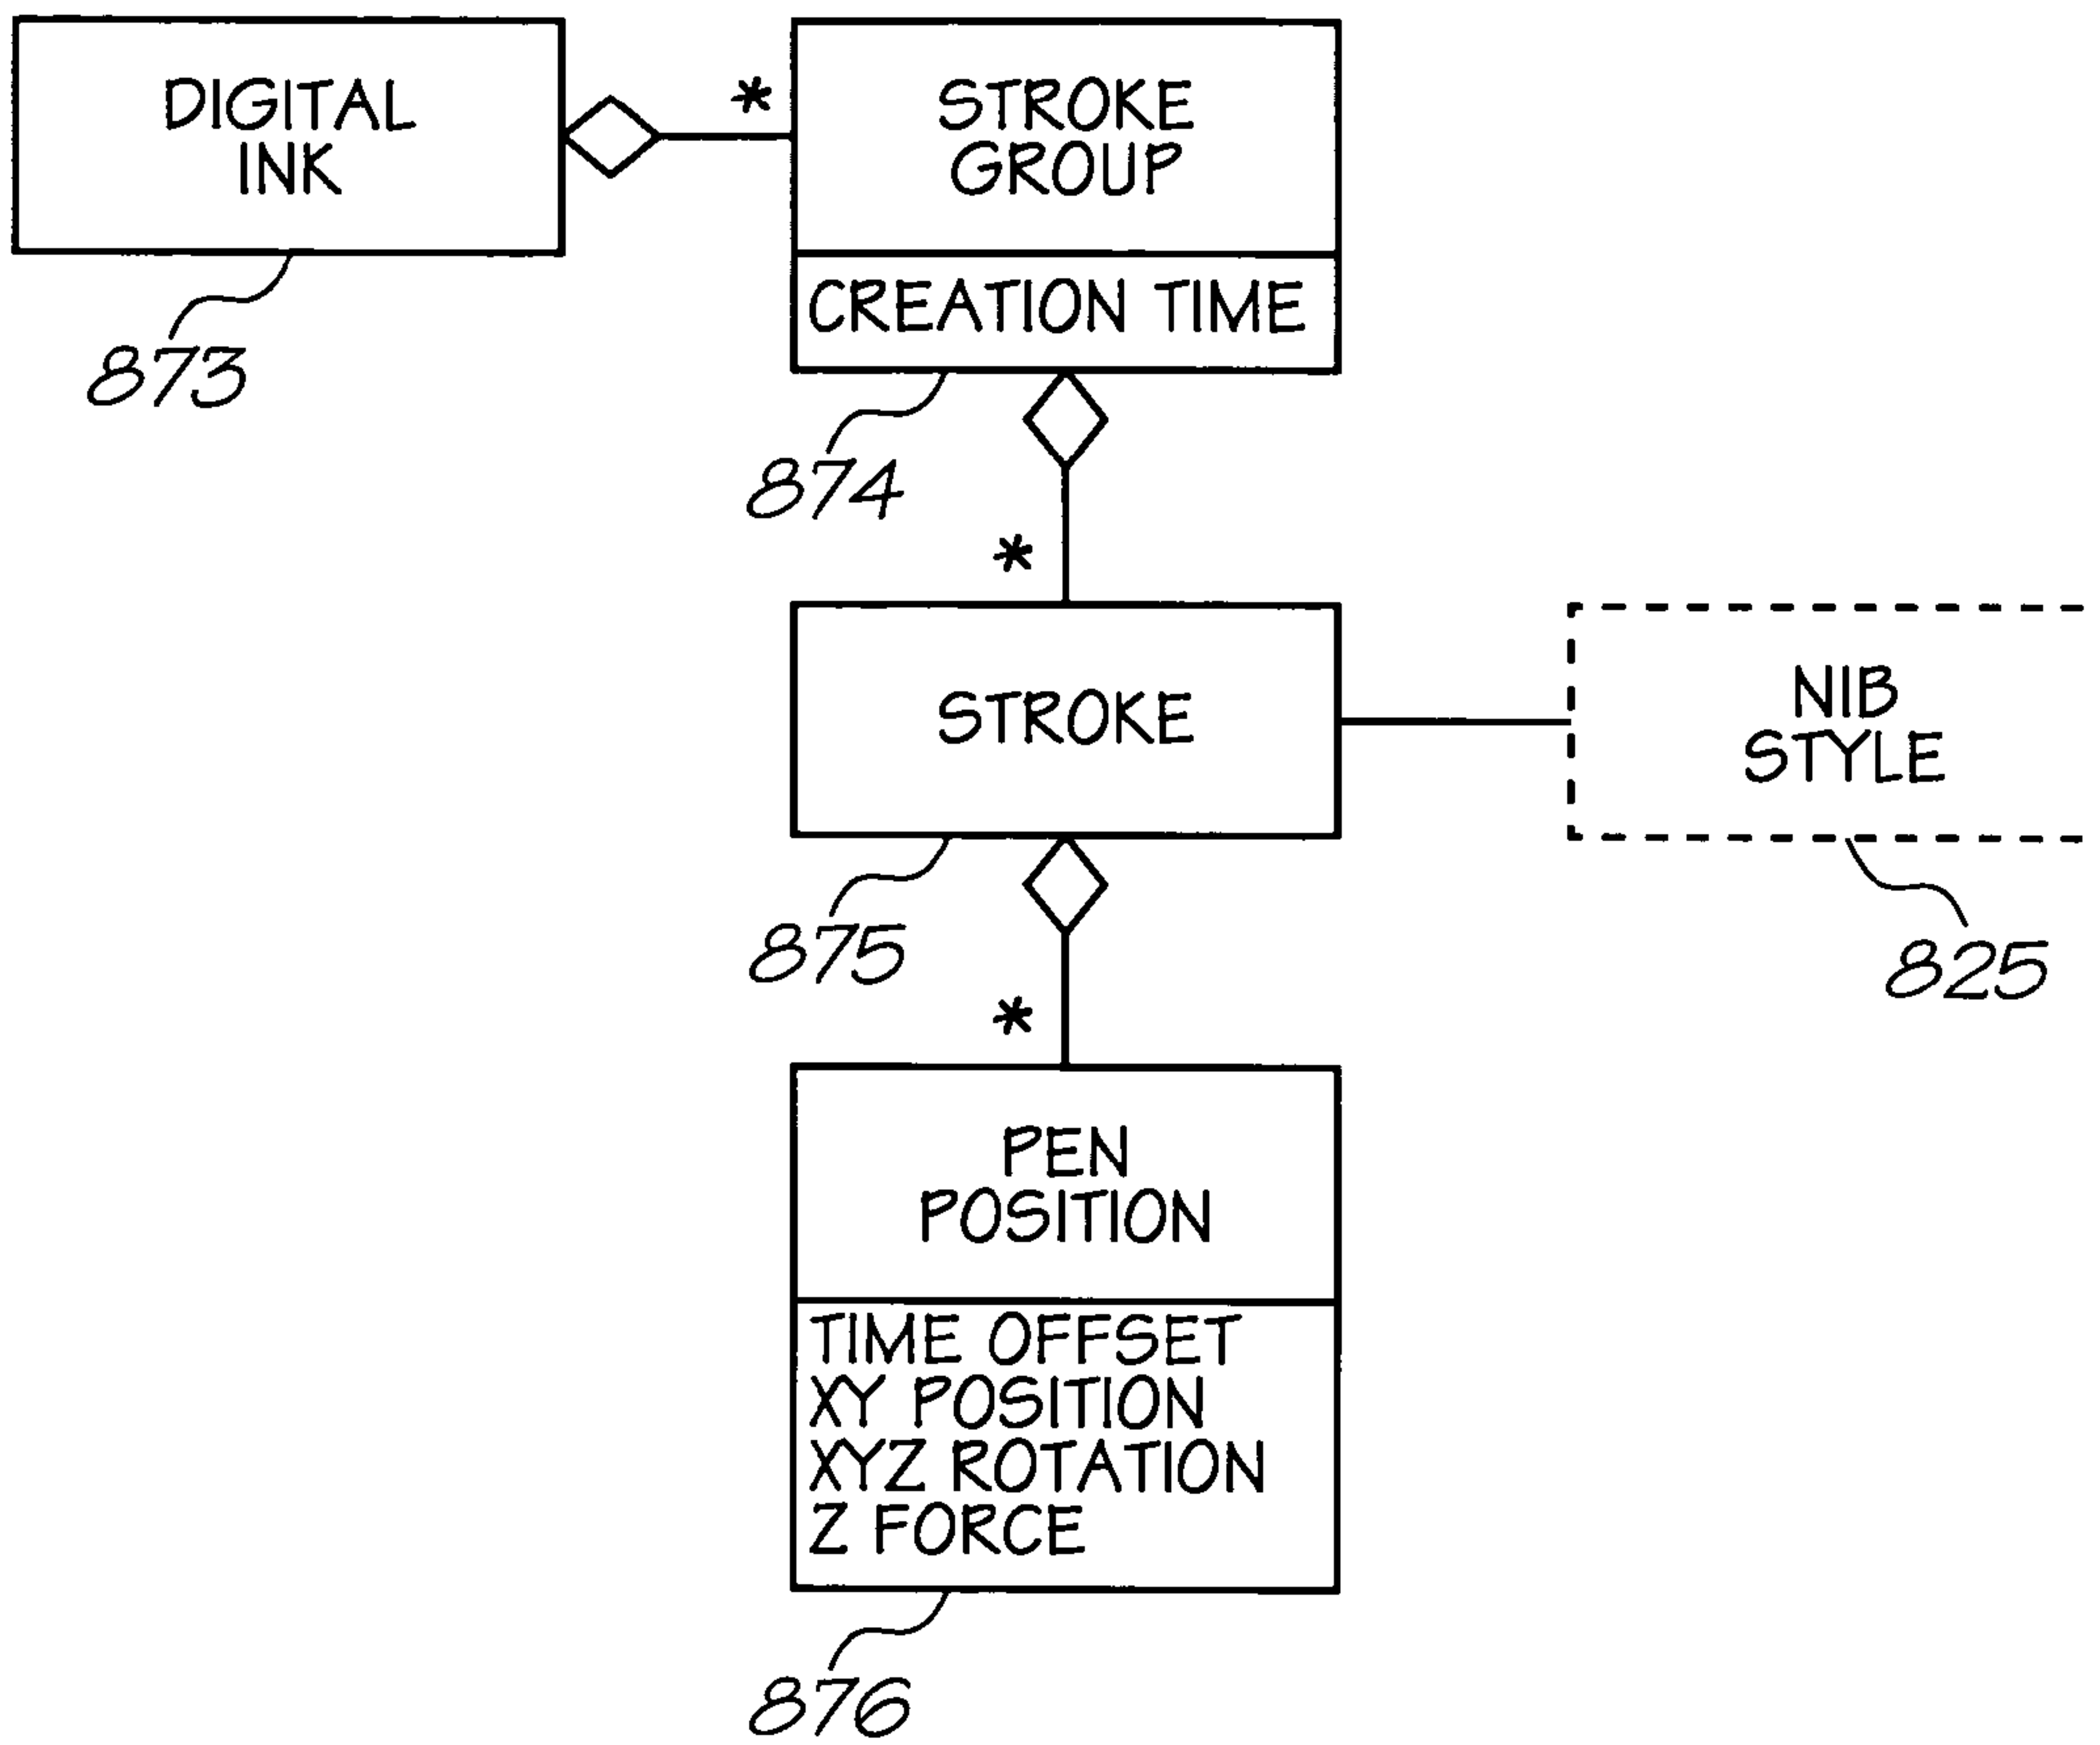 DIGITAL
INK
873
*
STROKE
GROUP
CREATION TIME
874
*
STROKE
875
NIB
STYLE
825
*
PEN
POSITION
TIME OFFSET
XY POSITION
XYZ ROTATION
Z FORCE
876